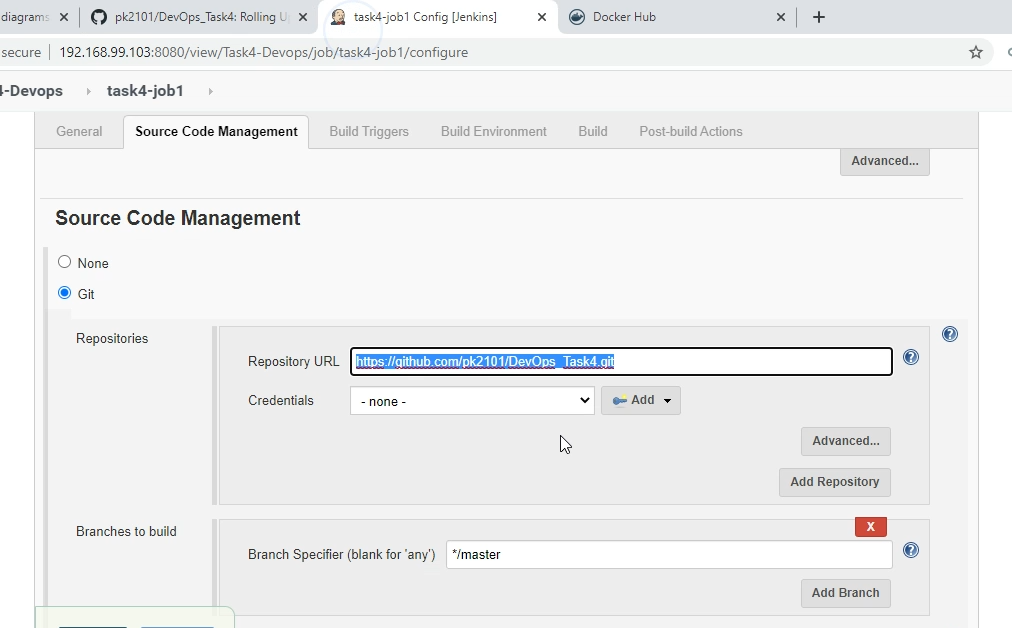 diagrams
pk2101/DevOps_Task4: Rolling U
task4-job1 Config [Jenkins]
Docker Hub
secure
192.168.99.103:8080/view/Task4-Devops/job/task4-job1/configure
4-Devops
task4-job1
General
Source Code Management
Build Triggers
Build Environment
Build
Post-build Actions
Advanced...
Source Code Management
None
Git
Repositories
Repository URL
https://github.com/pk2101/DevOps_Task4.git
Credentials
- none -
Add
Advanced...
Add Repository
Branches to build
X
Branch Specifier (blank for 'any')
*/master
Add Branch